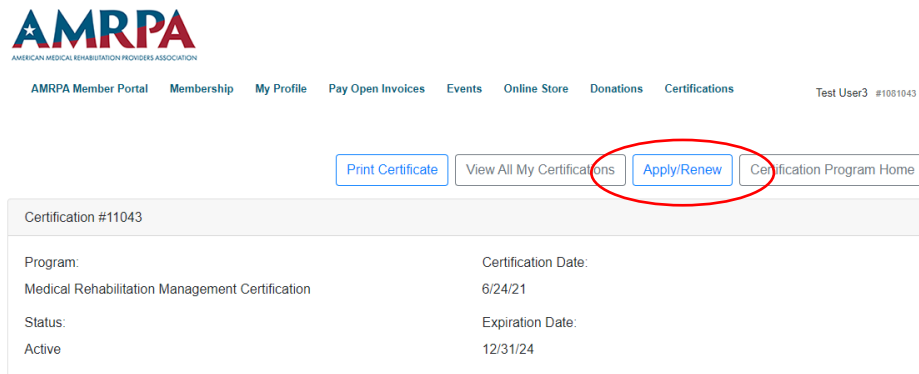 AMRPA
AMERICAN MEDICAL REHABILITATION PROVIDERS ASSOCIATION
AMRPA Member Portal Membership My Profile Pay Open Invoices Events Online Store Donations Certifications Test User3 #1081043
Print Certificate View All My Certifications Apply/Renew Certification Program Home
Certification #11043
Program: Certification Date:
Medical Rehabilitation Management Certification 6/24/21
Status: Expiration Date:
Active 12/31/24